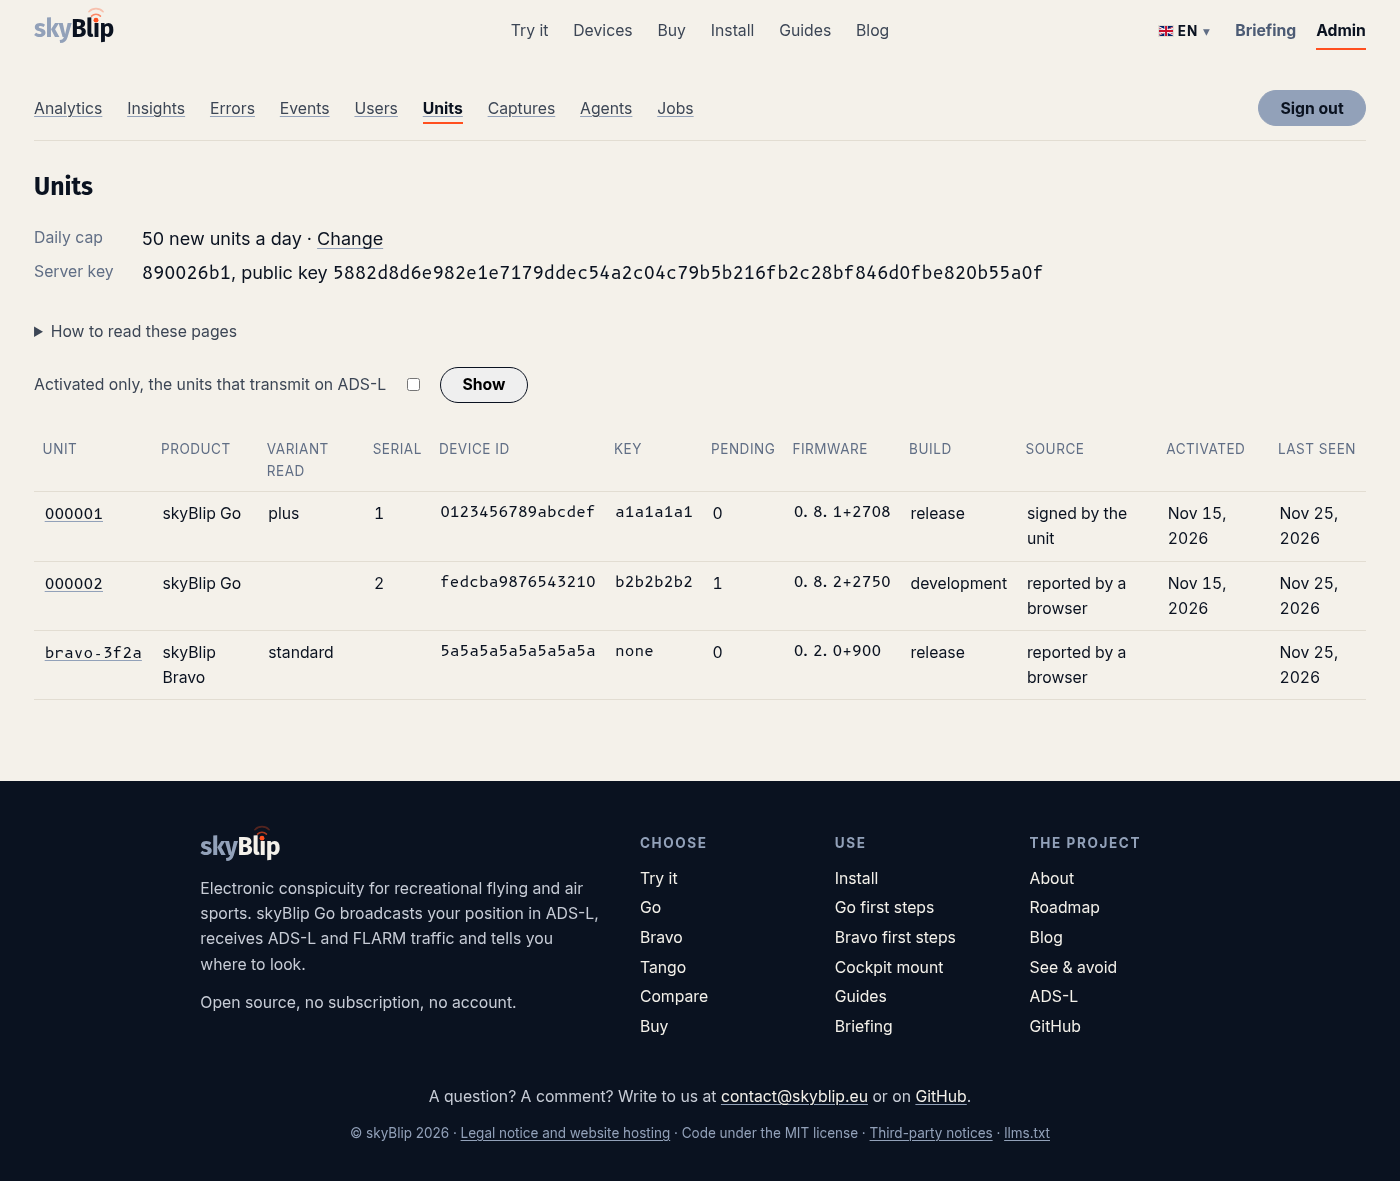 skyBlip
Try it Devices Buy Install Guides Blog
EN ▾ Briefing Admin
Analytics Insights Errors Events Users Units Captures Agents Jobs
Sign out
Units
Daily cap 50 new units a day · Change
Server key 890026b1, public key 5882d8d6e982e1e7179ddec54a2c04c79b5b216fb2c28bf846d0fbe820b55a0f
▶ How to read these pages
Activated only, the units that transmit on ADS-L Show
UNIT PRODUCT VARIANT READ SERIAL DEVICE ID KEY PENDING FIRMWARE BUILD SOURCE ACTIVATED LAST SEEN
000001 skyBlip Go plus 1 0123456789abcdef a1a1a1a1 0 0.8.1+2708 release signed by the unit Nov 15, 2026 Nov 25, 2026
000002 skyBlip Go 2 fedcba9876543210 b2b2b2b2 1 0.8.2+2750 development reported by a browser Nov 15, 2026 Nov 25, 2026
bravo-3f2a skyBlip Bravo standard 5a5a5a5a5a5a5a5a none 0 0.2.0+900 release reported by a browser Nov 25, 2026
skyBlip
Electronic conspicuity for recreational flying and air
sports. skyBlip Go broadcasts your position in ADS-L,
receives ADS-L and FLARM traffic and tells you
where to look.
Open source, no subscription, no account.
CHOOSE
Try it
Go
Bravo
Tango
Compare
Buy
USE
Install
Go first steps
Bravo first steps
Cockpit mount
Guides
Briefing
THE PROJECT
About
Roadmap
Blog
See & avoid
ADS-L
GitHub
A question? A comment? Write to us at contact@skyblip.eu or on GitHub.
© skyBlip 2026 · Legal notice and website hosting · Code under the MIT license · Third-party notices · llms.txt